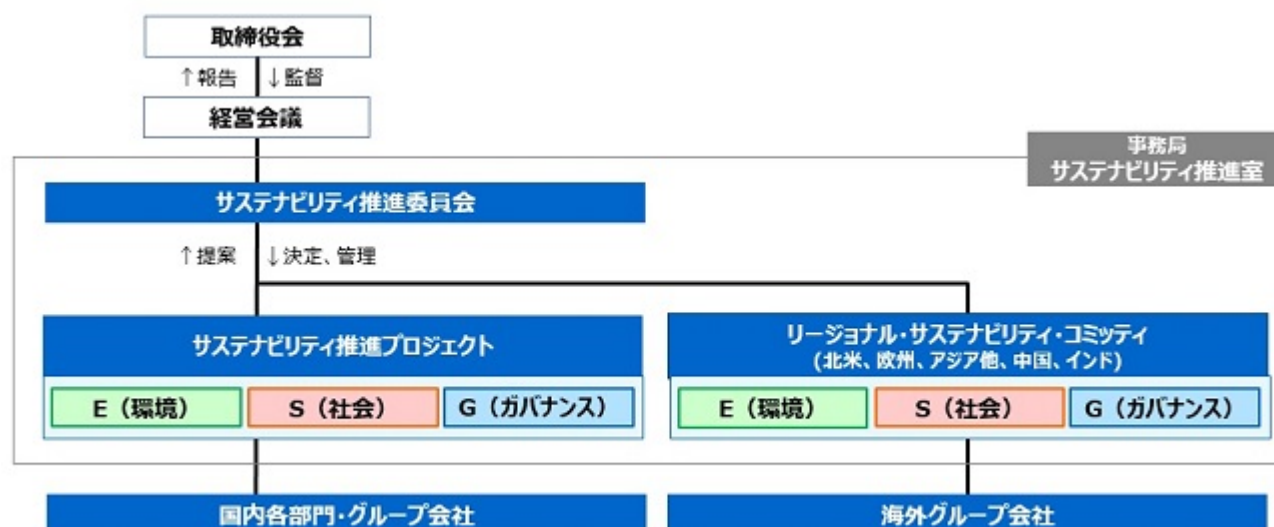 取締役会
↑報告 ↓監督
経営会議
事務局
サステナビリティ推進室
サステナビリティ推進委員会
↑提案 ↓決定、管理
サステナビリティ推進プロジェクト
E（環境） S（社会） G（ガバナンス）
リージョナル・サステナビリティ・コミッティ
(北米、欧州、アジア他、中国、インド)
E（環境） S（社会） G（ガバナンス）
国内各部門・グループ会社
海外グループ会社